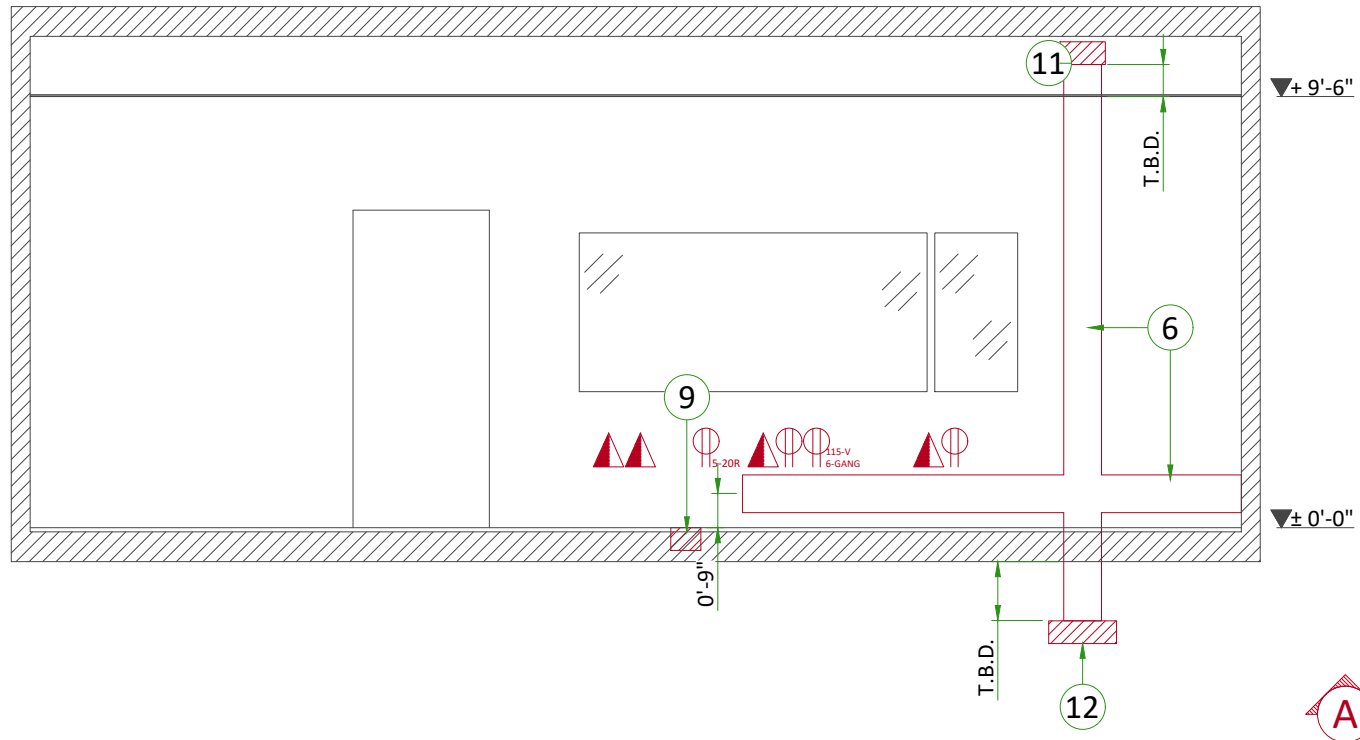 11
+ 9'-6"
T.B.D.
6
9
5-20R
115-V
6-GANG
± 0'-0"
0'-9"
T.B.D.
12
A